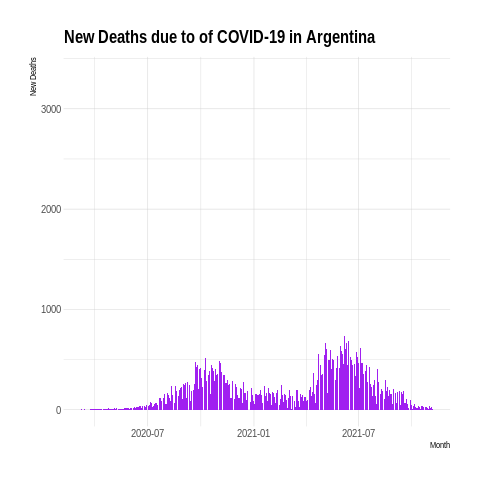 New Deaths due to of COVID-19 in Argentina
New Deaths
3000
2000
1000
0
2020-07 2021-01 2021-07
Month